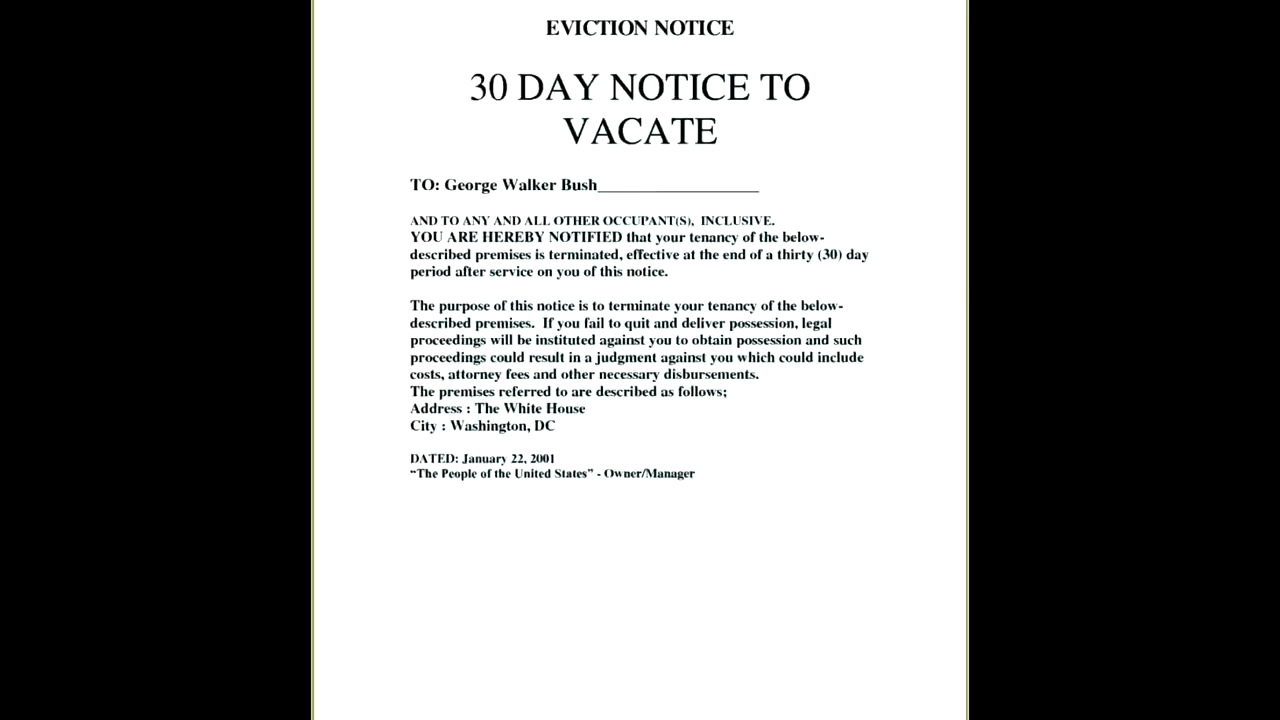 EVICTION NOTICE
30 DAY NOTICE TO
VACATE
TO: George Walker Bush____________________
AND TO ANY AND ALL OTHER OCCUPANT(S),  INCLUSIVE.
YOU ARE HEREBY NOTIFIED that your tenancy of the below-
described premises is terminated, effective at the end of a thirty (30) day
period after service on you of this notice.
The purpose of this notice is to terminate your tenancy of the below-
described premises.  If you fail to quit and deliver possession, legal
proceedings will be instituted against you to obtain possession and such
proceedings could result in a judgment against you which could include
costs, attorney fees and other necessary disbursements.
The premises referred to are described as follows;
Address : The White House
City : Washington, DC
DATED: January 22, 2001
“The People of the United States” - Owner/Manager